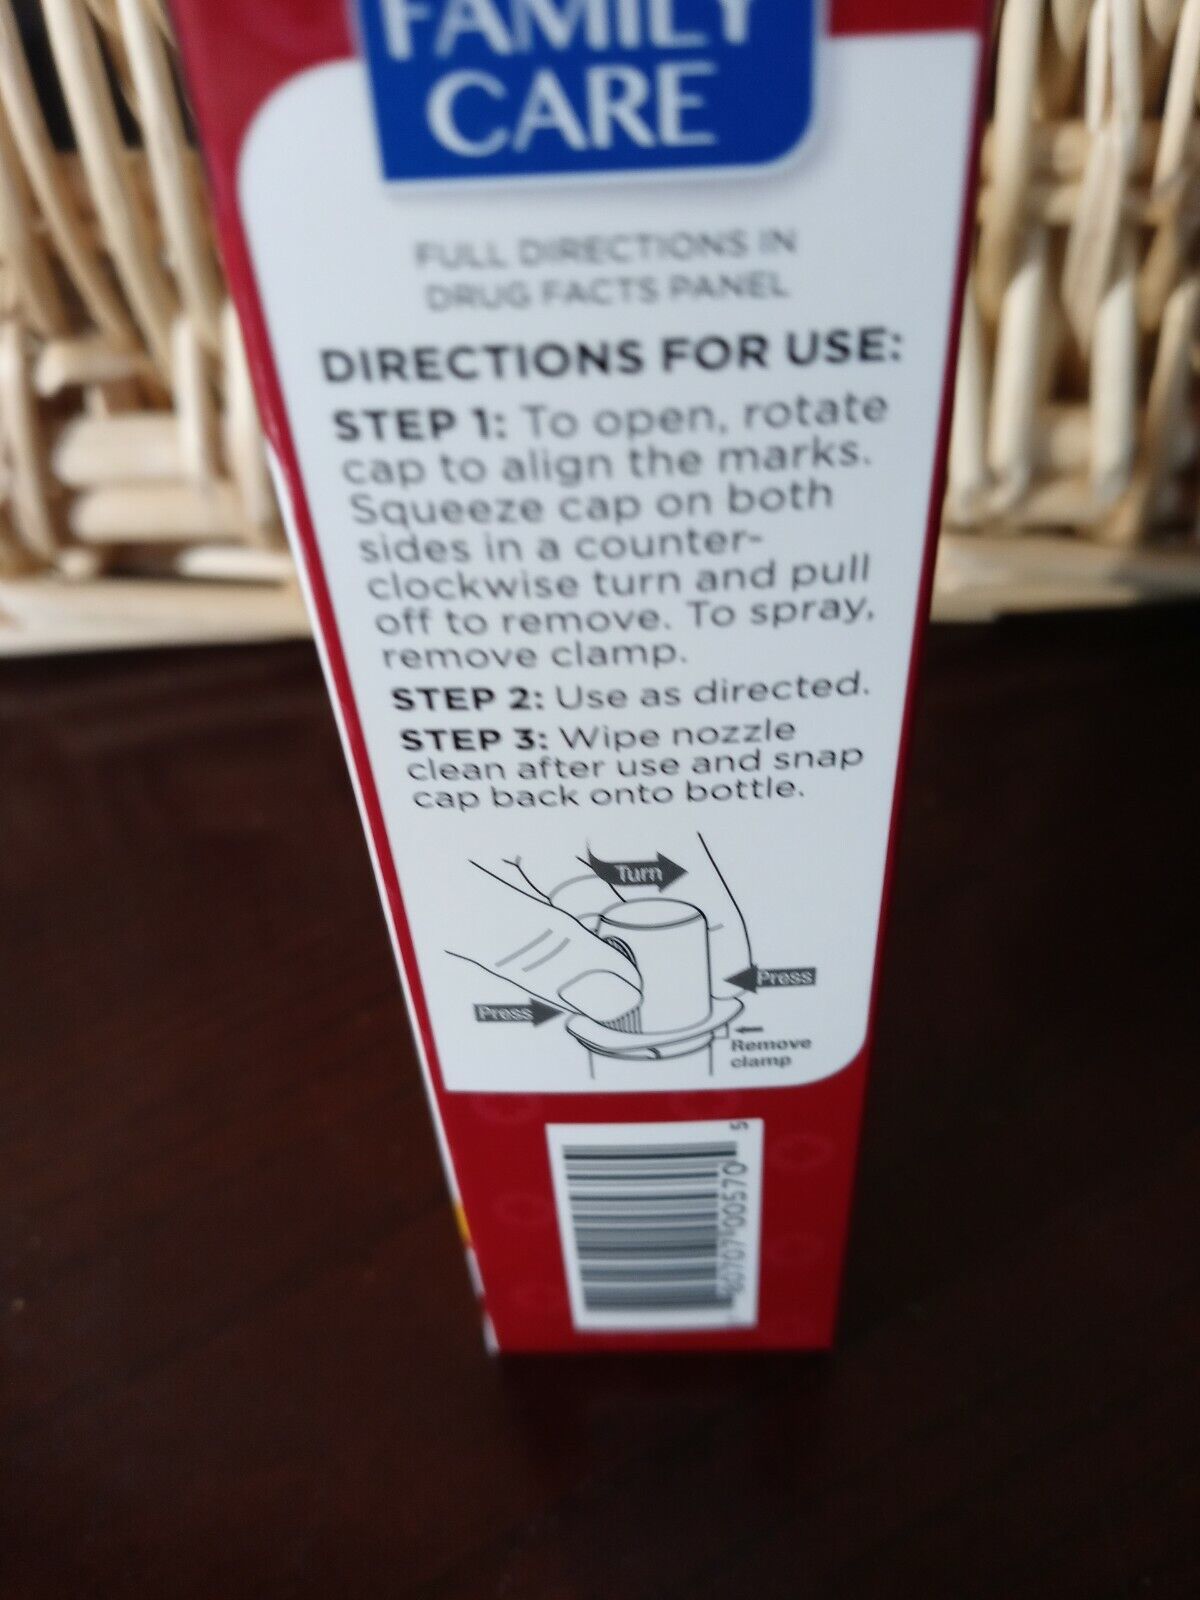 FAMILY
CARE
FULL DIRECTIONS IN
DRUG FACTS PANEL
DIRECTIONS FOR USE:
STEP 1: To open, rotate
cap to align the marks.
Squeeze cap on both
sides in a counter-
clockwise turn and pull
off to remove. To spray,
remove clamp.
STEP 2: Use as directed.
STEP 3: Wipe nozzle
clean after use and snap
cap back onto bottle.
Turn
Press
Press
Remove
clamp
80707 00570 5